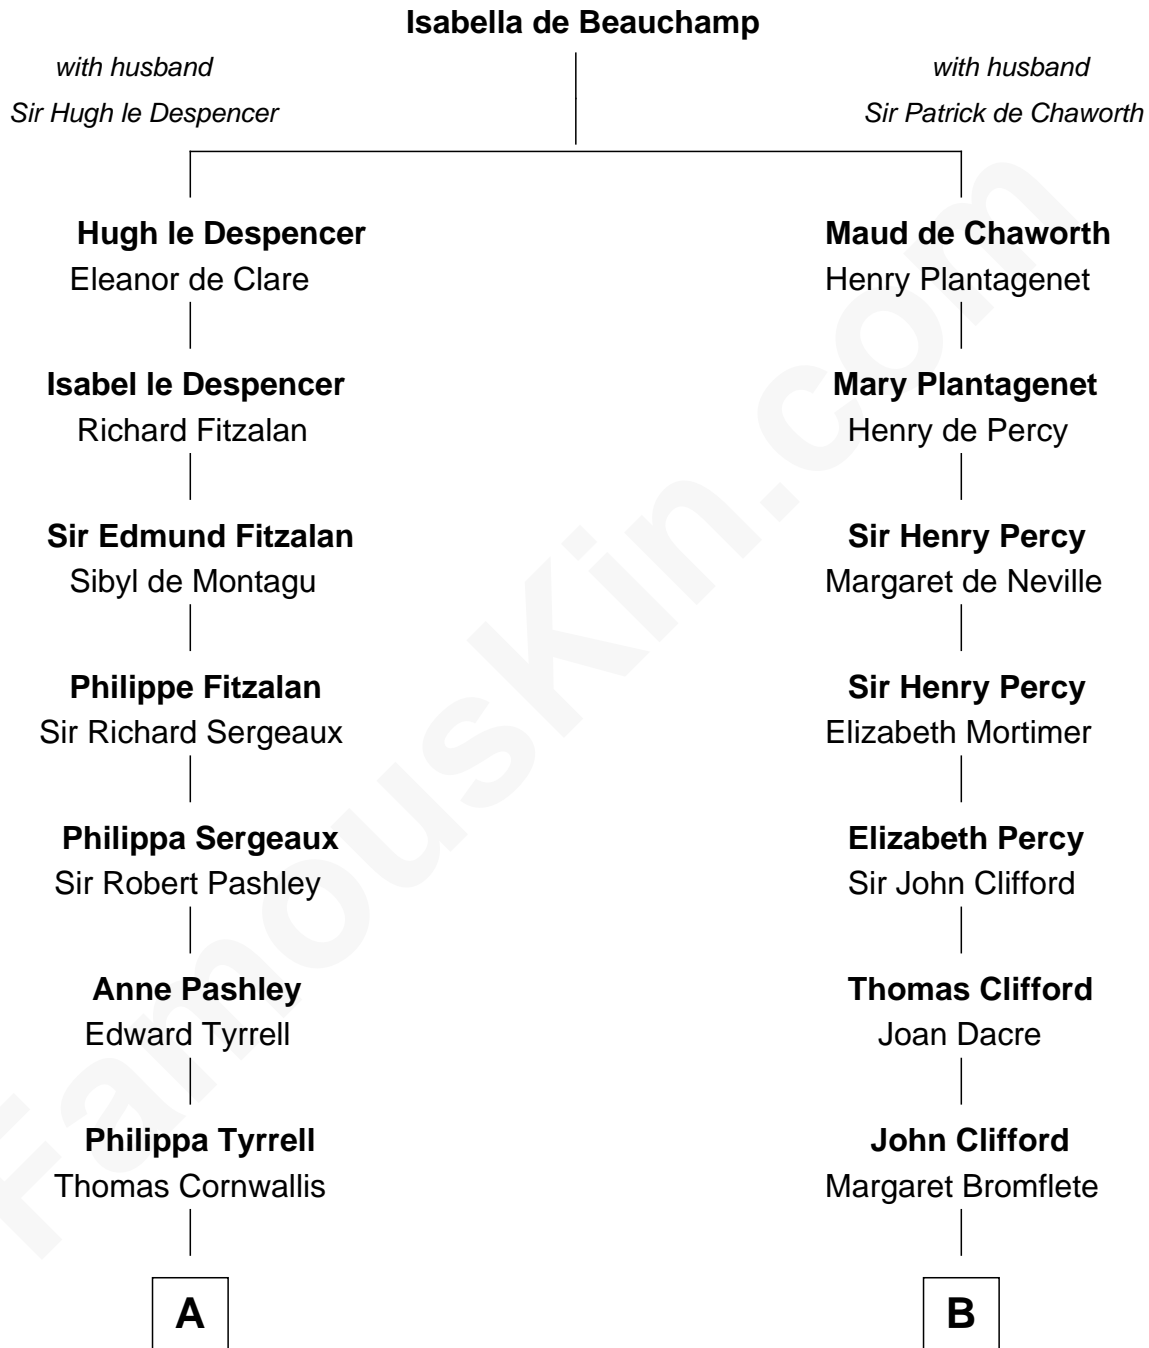 Isabella de Beauchamp
with husband
Sir Hugh le Despencer
with husband
Sir Patrick de Chaworth
Hugh le Despencer
Eleanor de Clare
Isabel le Despencer
Richard Fitzalan
Sir Edmund Fitzalan
Sibyl de Montagu
Philippe Fitzalan
Sir Richard Sergeaux
Philippa Sergeaux
Sir Robert Pashley
Anne Pashley
Edward Tyrrell
Philippa Tyrrell
Thomas Cornwallis
A
Maud de Chaworth
Henry Plantagenet
Mary Plantagenet
Henry de Percy
Sir Henry Percy
Margaret de Neville
Sir Henry Percy
Elizabeth Mortimer
Elizabeth Percy
Sir John Clifford
Thomas Clifford
Joan Dacre
John Clifford
Margaret Bromflete
B
FamousKin.com